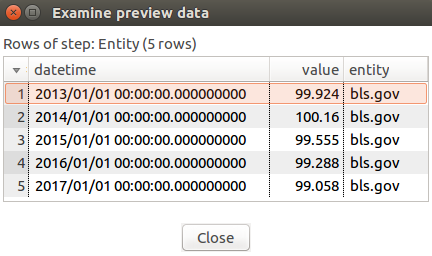 Examine preview data
Rows of step: Entity (5 rows)
datetime value entity
1 2013/01/01 00:00:00.000000000 99.924 bls.gov
2 2014/01/01 00:00:00.000000000 100.16 bls.gov
3 2015/01/01 00:00:00.000000000 99.555 bls.gov
4 2016/01/01 00:00:00.000000000 99.288 bls.gov
5 2017/01/01 00:00:00.000000000 99.058 bls.gov
Close